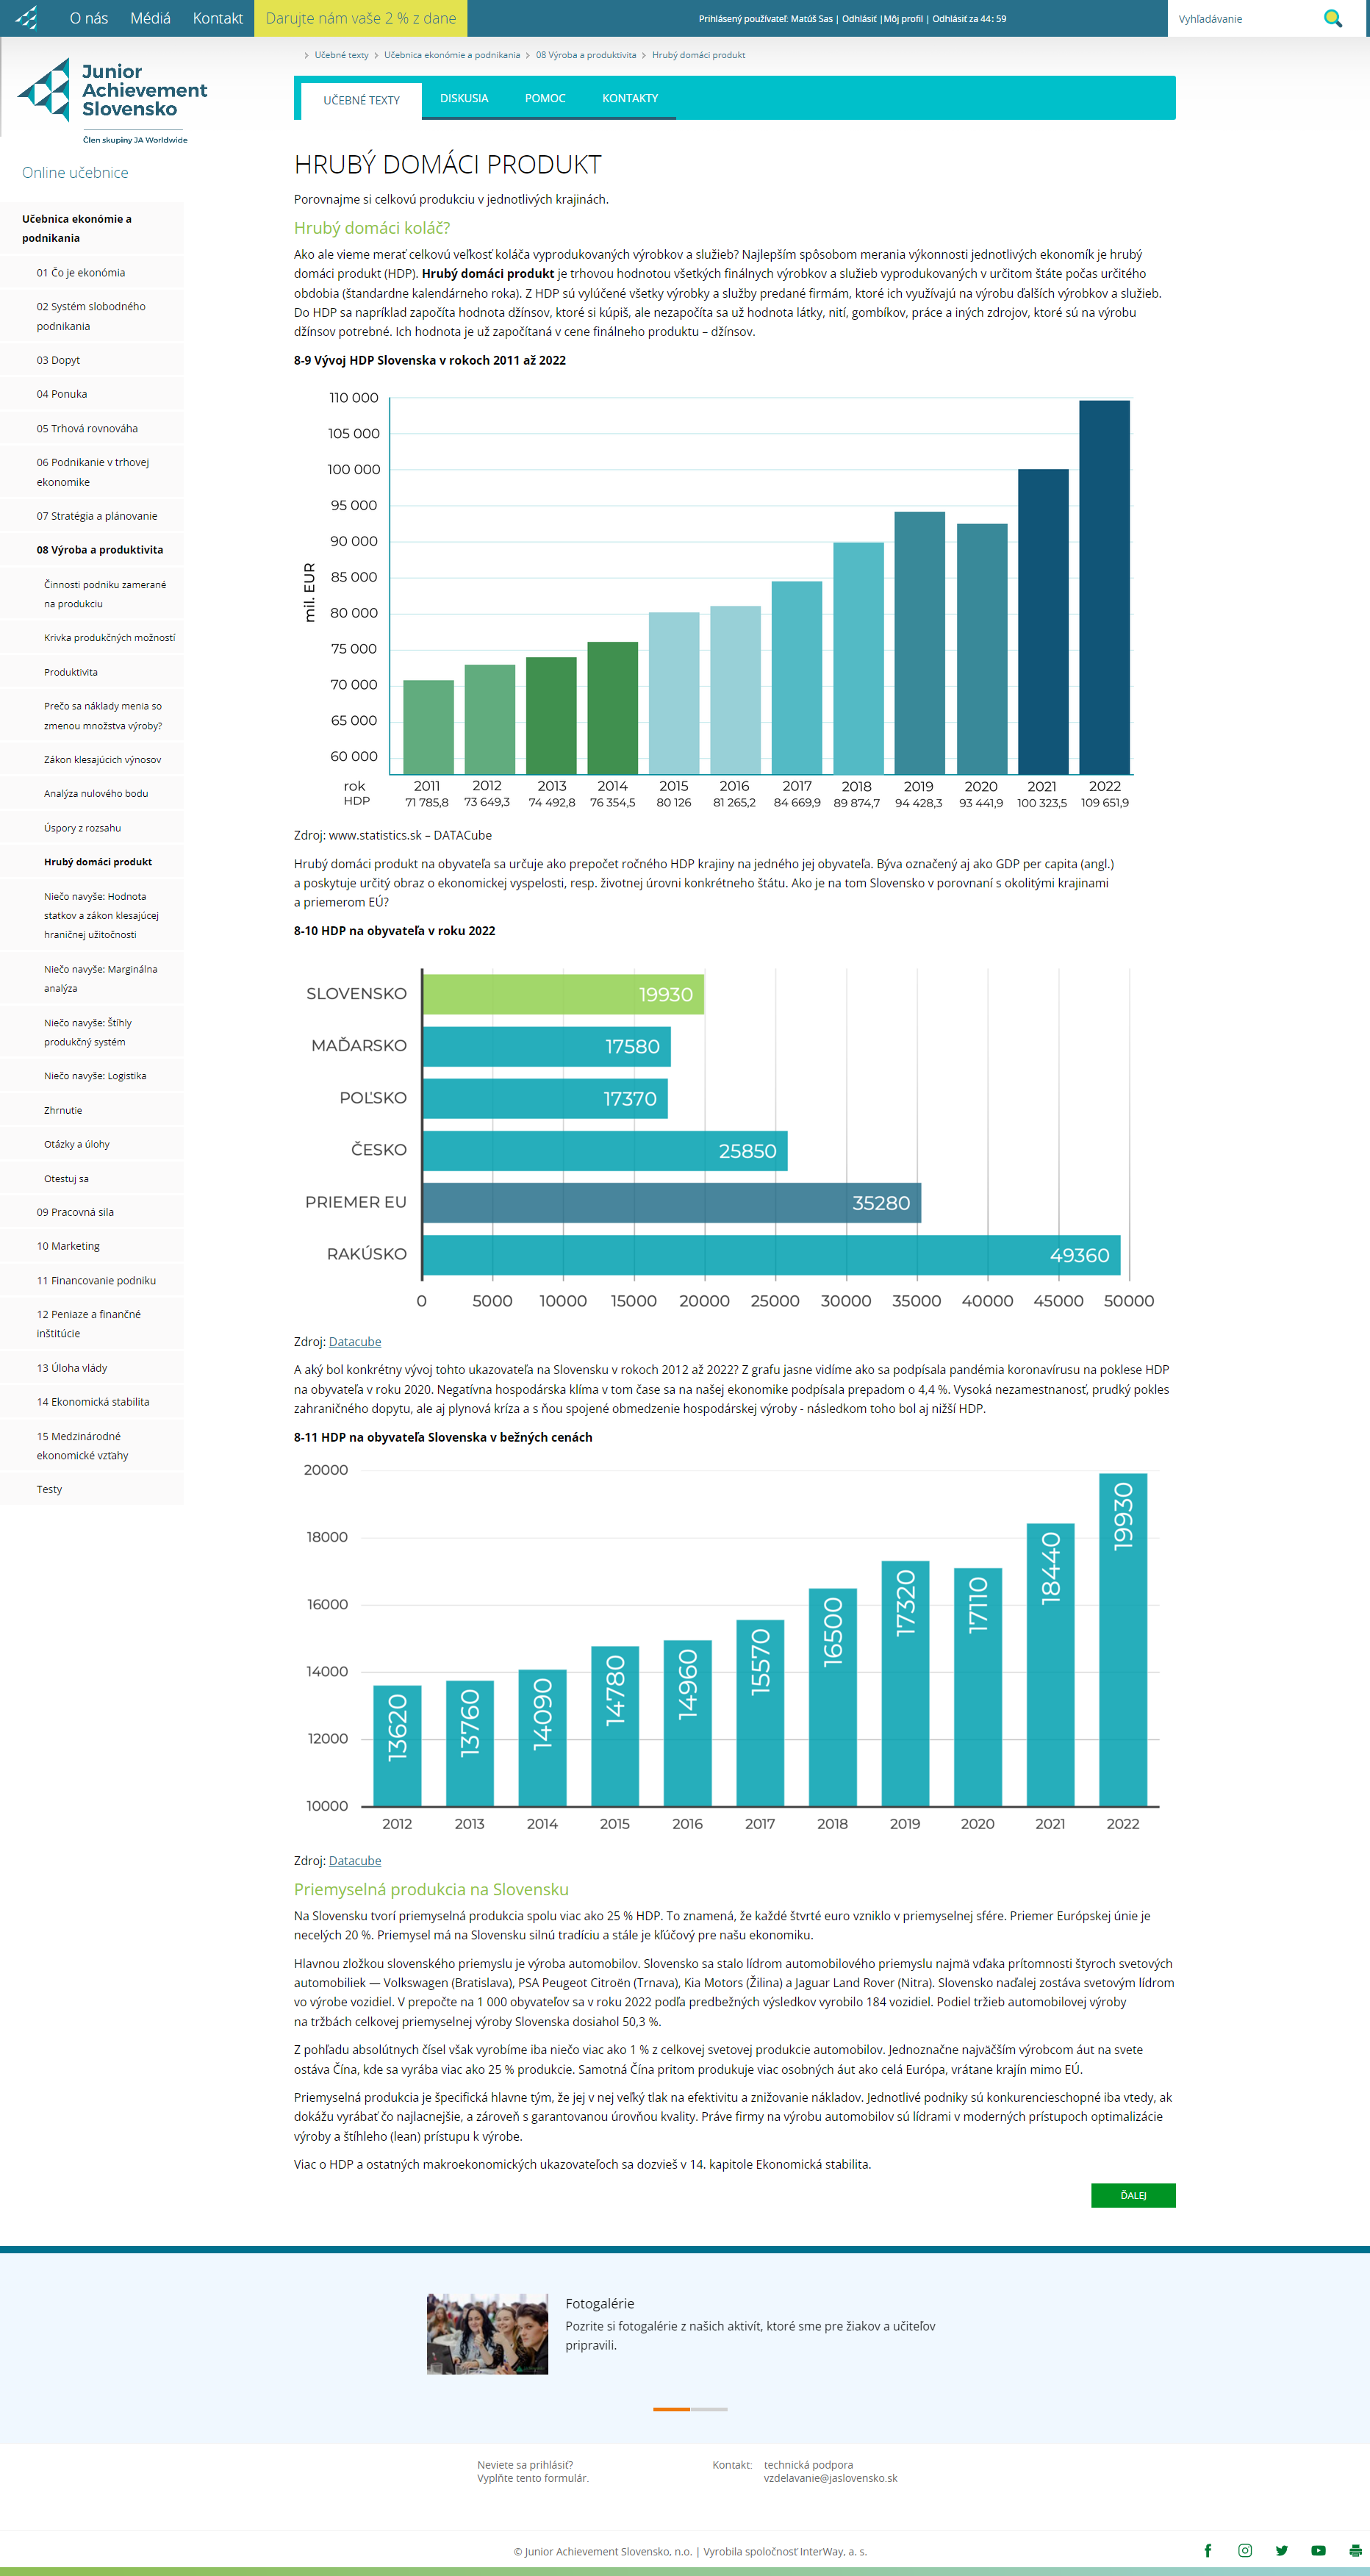 O nás Médiá Kontakt Darujte nám vaše 2 % z dane
Prihlásený používateľ: Matúš Sas | Odhlásiť |Môj profil | Odhlásiť za 44: 59
Vyhľadávanie
Junior
Achievement
Slovensko
Člen skupiny JA Worldwide
Učebné texty Učebnica ekonómie a podnikania 08 Výroba a produktivita Hrubý domáci produkt
UČEBNÉ TEXTY DISKUSIA POMOC KONTAKTY
Online učebnice
Učebnica ekonómie a
podnikania
01 Čo je ekonómia
02 Systém slobodného
podnikania
03 Dopyt
04 Ponuka
05 Trhová rovnováha
06 Podnikanie v trhovej
ekonomike
07 Stratégia a plánovanie
08 Výroba a produktivita
Činnosti podniku zamerané
na produkciu
Krivka produkčných možností
Produktivita
Prečo sa náklady menia so
zmenou množstva výroby?
Zákon klesajúcich výnosov
Analýza nulového bodu
Úspory z rozsahu
Hrubý domáci produkt
Niečo navyše: Hodnota
statkov a zákon klesajúcej
hraničnej užitočnosti
Niečo navyše: Marginálna
analýza
Niečo navyše: Štíhly
produkčný systém
Niečo navyše: Logistika
Zhrnutie
Otázky a úlohy
Otestuj sa
09 Pracovná sila
10 Marketing
11 Financovanie podniku
12 Peniaze a finančné
inštitúcie
13 Úloha vlády
14 Ekonomická stabilita
15 Medzinárodné
ekonomické vzťahy
Testy
HRUBÝ DOMÁCI PRODUKT
Porovnajme si celkovú produkciu v jednotlivých krajinách.
Hrubý domáci koláč?
Ako ale vieme merať celkovú veľkosť koláča vyprodukovaných výrobkov a služieb? Najlepším spôsobom merania výkonnosti jednotlivých ekonomík je hrubý
domáci produkt (HDP). Hrubý domáci produkt je trhovou hodnotou všetkých finálnych výrobkov a služieb vyprodukovaných v určitom štáte počas určitého
obdobia (štandardne kalendárneho roka). Z HDP sú vylúčené všetky výrobky a služby predané firmám, ktoré ich využívajú na výrobu ďalších výrobkov a služieb.
Do HDP sa napríklad započíta hodnota džínsov, ktoré si kúpiš, ale nezapočíta sa už hodnota látky, nití, gombíkov, práce a iných zdrojov, ktoré sú na výrobu
džínsov potrebné. Ich hodnota je už započítaná v cene finálneho produktu – džínsov.
8-9 Vývoj HDP Slovenska v rokoch 2011 až 2022
110 000
105 000
100 000
95 000
90 000
85 000
80 000
75 000
70 000
65 000
60 000
mil. EUR
rok 2011 2012 2013 2014 2015 2016 2017 2018 2019 2020 2021 2022
HDP 71 785,8 73 649,3 74 492,8 76 354,5 80 126 81 265,2 84 669,9 89 874,7 94 428,3 93 441,9 100 323,5 109 651,9
Zdroj: www.statistics.sk – DATACube
Hrubý domáci produkt na obyvateľa sa určuje ako prepočet ročného HDP krajiny na jedného jej obyvateľa. Býva označený aj ako GDP per capita (angl.)
a poskytuje určitý obraz o ekonomickej vyspelosti, resp. životnej úrovni konkrétneho štátu. Ako je na tom Slovensko v porovnaní s okolitými krajinami
a priemerom EÚ?
8-10 HDP na obyvateľa v roku 2022
SLOVENSKO 19930
MAĎARSKO 17580
POĽSKO 17370
ČESKO 25850
PRIEMER EU 35280
RAKÚSKO 49360
0 5000 10000 15000 20000 25000 30000 35000 40000 45000 50000
Zdroj: Datacube
A aký bol konkrétny vývoj tohto ukazovateľa na Slovensku v rokoch 2012 až 2022? Z grafu jasne vidíme ako sa podpísala pandémia koronavírusu na poklese HDP
na obyvateľa v roku 2020. Negatívna hospodárska klíma v tom čase sa na našej ekonomike podpísala prepadom o 4,4 %. Vysoká nezamestnanosť, prudký pokles
zahraničného dopytu, ale aj plynová kríza a s ňou spojené obmedzenie hospodárskej výroby - následkom toho bol aj nižší HDP.
8-11 HDP na obyvateľa Slovenska v bežných cenách
20000
18000
16000
14000
12000
10000
13620 13760 14090 14780 14960 15570 16500 17320 17110 18440 19930
2012 2013 2014 2015 2016 2017 2018 2019 2020 2021 2022
Zdroj: Datacube
Priemyselná produkcia na Slovensku
Na Slovensku tvorí priemyselná produkcia spolu viac ako 25 % HDP. To znamená, že každé štvrté euro vzniklo v priemyselnej sfére. Priemer Európskej únie je
necelých 20 %. Priemysel má na Slovensku silnú tradíciu a stále je kľúčový pre našu ekonomiku.
Hlavnou zložkou slovenského priemyslu je výroba automobilov. Slovensko sa stalo lídrom automobilového priemyslu najmä vďaka prítomnosti štyroch svetových
automobiliek — Volkswagen (Bratislava), PSA Peugeot Citroën (Trnava), Kia Motors (Žilina) a Jaguar Land Rover (Nitra). Slovensko naďalej zostáva svetovým lídrom
vo výrobe vozidiel. V prepočte na 1 000 obyvateľov sa v roku 2022 podľa predbežných výsledkov vyrobilo 184 vozidiel. Podiel tržieb automobilovej výroby
na tržbách celkovej priemyselnej výroby Slovenska dosiahol 50,3 %.
Z pohľadu absolútnych čísel však vyrobíme iba niečo viac ako 1 % z celkovej svetovej produkcie automobilov. Jednoznačne najväčším výrobcom áut na svete
ostáva Čína, kde sa vyrába viac ako 25 % produkcie. Samotná Čína pritom produkuje viac osobných áut ako celá Európa, vrátane krajín mimo EÚ.
Priemyselná produkcia je špecifická hlavne tým, že jej v nej veľký tlak na efektivitu a znižovanie nákladov. Jednotlivé podniky sú konkurencieschopné iba vtedy, ak
dokážu vyrábať čo najlacnejšie, a zároveň s garantovanou úrovňou kvality. Práve firmy na výrobu automobilov sú lídrami v moderných prístupoch optimalizácie
výroby a štíhleho (lean) prístupu k výrobe.
Viac o HDP a ostatných makroekonomických ukazovateľoch sa dozvieš v 14. kapitole Ekonomická stabilita.
ĎALEJ
Fotogalérie
Pozrite si fotogalérie z našich aktivít, ktoré sme pre žiakov a učiteľov
pripravili.
Neviete sa prihlásiť?
Vyplňte tento formulár.
Kontakt: technická podpora
vzdelavanie@jaslovensko.sk
© Junior Achievement Slovensko, n.o. | Vyrobila spoločnosť InterWay, a. s.